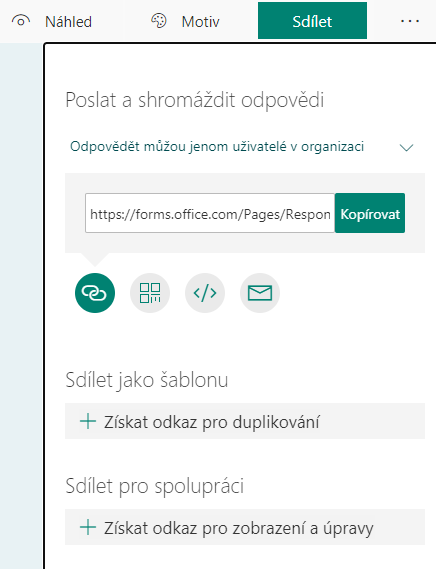 Náhled Motiv Sdílet ...
Poslat a shromáždit odpovědi
Odpovědět můžou jenom uživatelé v organizaci
https://forms.office.com/Pages/Respon Kopírovat
</>
Sdílet jako šablonu
+ Získat odkaz pro duplikování
Sdílet pro spolupráci
+ Získat odkaz pro zobrazení a úpravy